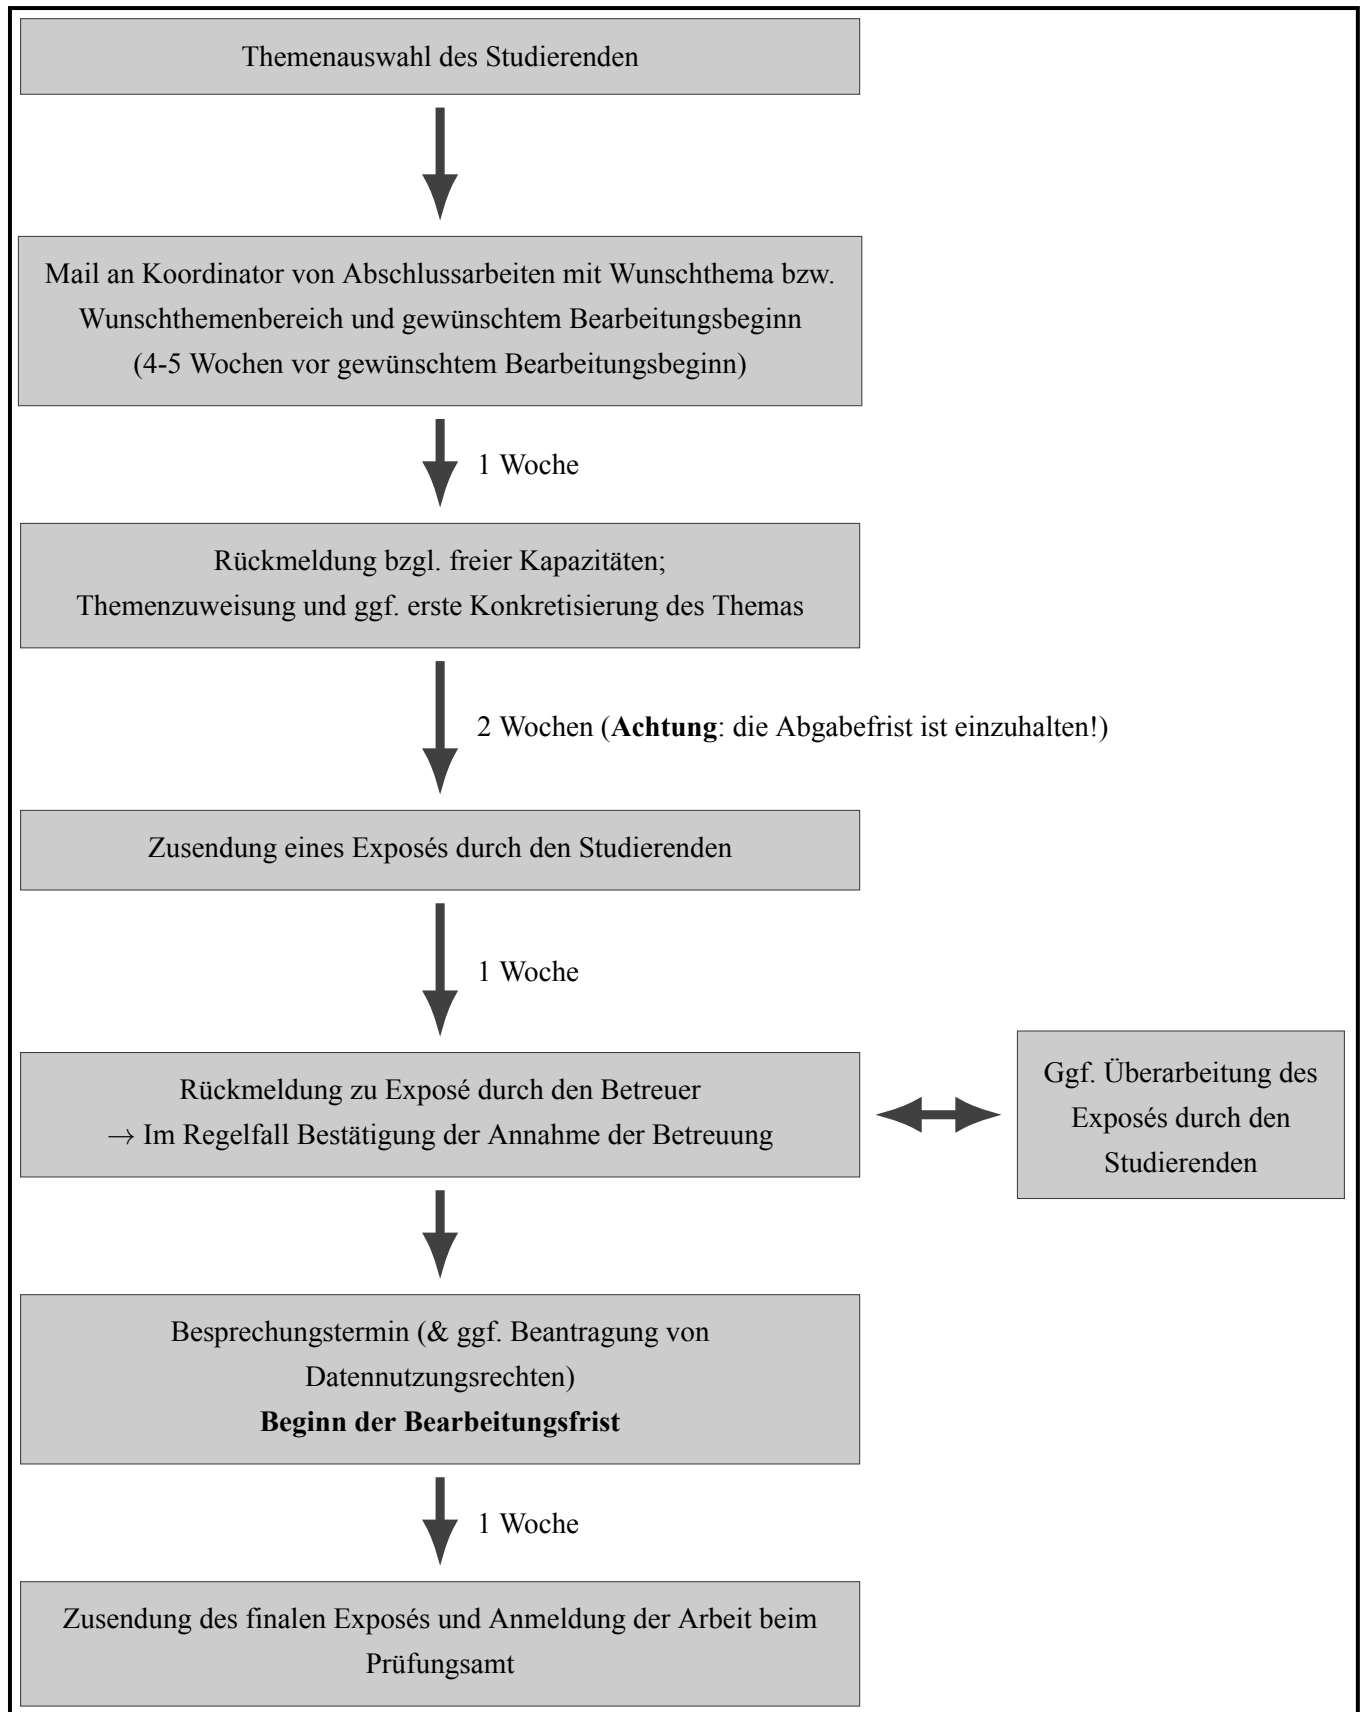 Themenauswahl des Studierenden
Mail an Koordinator von Abschlussarbeiten mit Wunschthema bzw.
Wunschthemenbereich und gewünschtem Bearbeitungsbeginn
(4-5 Wochen vor gewünschtem Bearbeitungsbeginn)
1 Woche
Rückmeldung bzgl. freier Kapazitäten;
Themenzuweisung und ggf. erste Konkretisierung des Themas
2 Wochen (Achtung: die Abgabefrist ist einzuhalten!)
Zusendung eines Exposés durch den Studierenden
1 Woche
Rückmeldung zu Exposé durch den Betreuer
→ Im Regelfall Bestätigung der Annahme der Betreuung
Ggf. Überarbeitung des
Exposés durch den
Studierenden
Besprechungstermin (& ggf. Beantragung von
Datennutzungsrechten)
Beginn der Bearbeitungsfrist
1 Woche
Zusendung des finalen Exposés und Anmeldung der Arbeit beim
Prüfungsamt